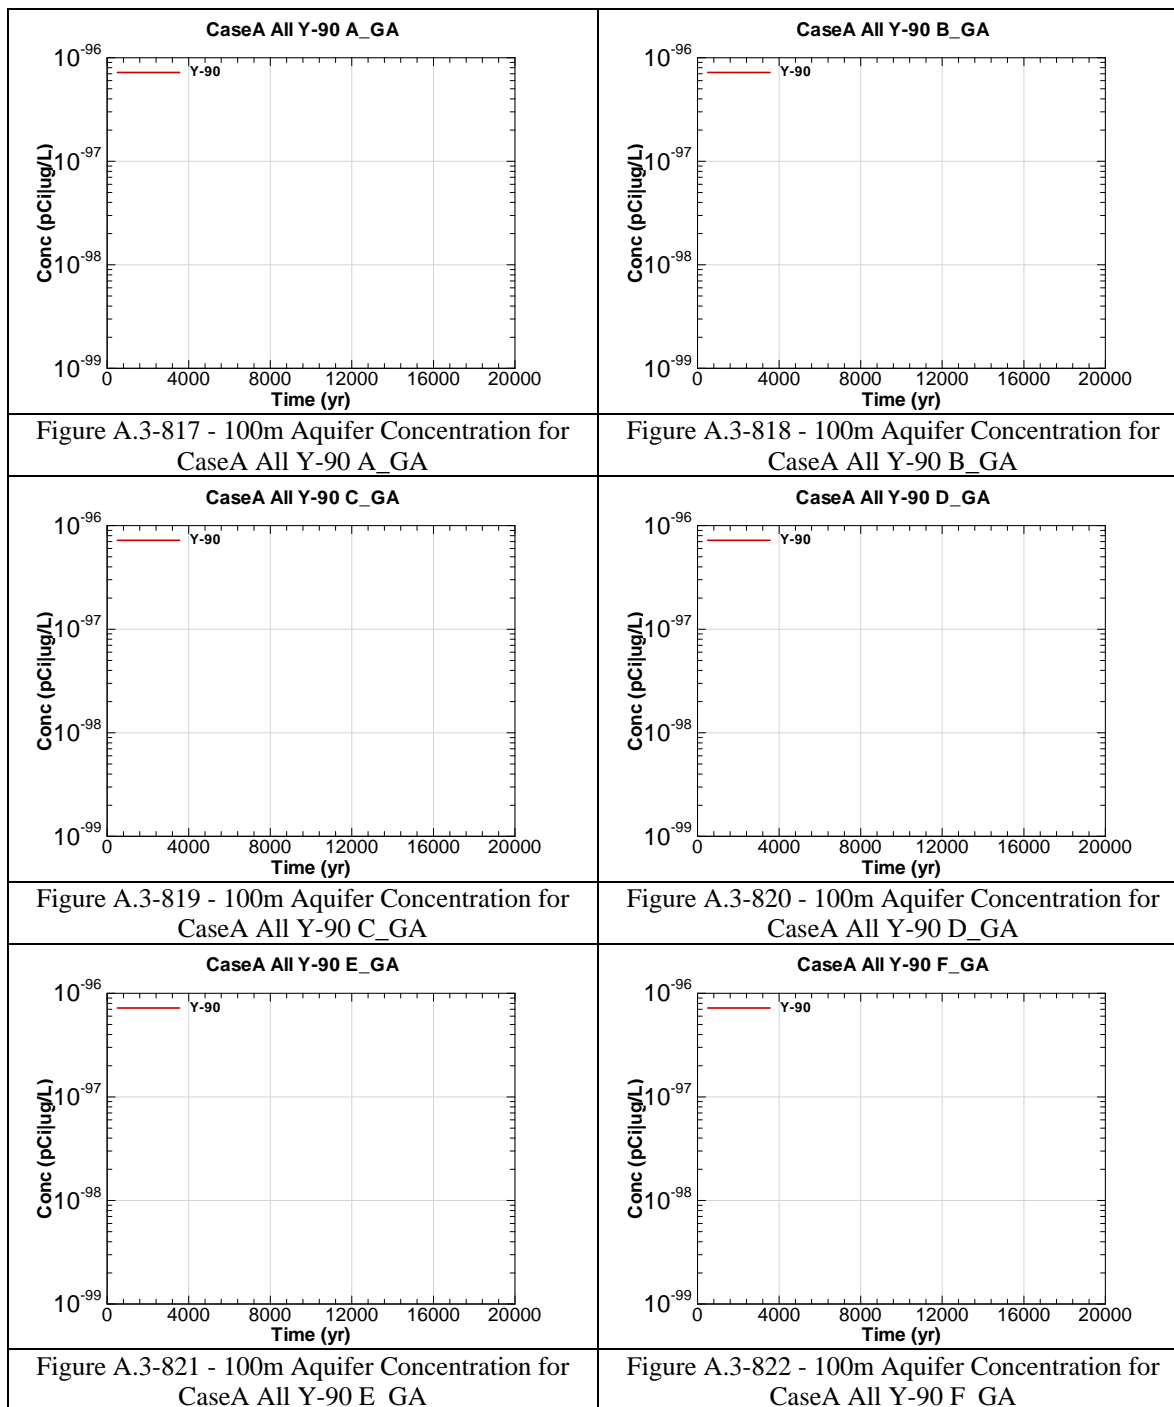 CaseA All Y-90 A_GA
Y-90
10-96
10-97
10-98
10-99
Conc (pCi|ug/L)
0 4000 8000 12000 16000 20000
Time (yr)
Figure A.3-817 - 100m Aquifer Concentration for
CaseA All Y-90 A_GA
CaseA All Y-90 B_GA
Y-90
10-96
10-97
10-98
10-99
Conc (pCi|ug/L)
0 4000 8000 12000 16000 20000
Time (yr)
Figure A.3-818 - 100m Aquifer Concentration for
CaseA All Y-90 B_GA
CaseA All Y-90 C_GA
Y-90
10-96
10-97
10-98
10-99
Conc (pCi|ug/L)
0 4000 8000 12000 16000 20000
Time (yr)
Figure A.3-819 - 100m Aquifer Concentration for
CaseA All Y-90 C_GA
CaseA All Y-90 D_GA
Y-90
10-96
10-97
10-98
10-99
Conc (pCi|ug/L)
0 4000 8000 12000 16000 20000
Time (yr)
Figure A.3-820 - 100m Aquifer Concentration for
CaseA All Y-90 D_GA
CaseA All Y-90 E_GA
Y-90
10-96
10-97
10-98
10-99
Conc (pCi|ug/L)
0 4000 8000 12000 16000 20000
Time (yr)
Figure A.3-821 - 100m Aquifer Concentration for
CaseA All Y-90 E_GA
CaseA All Y-90 F_GA
Y-90
10-96
10-97
10-98
10-99
Conc (pCi|ug/L)
0 4000 8000 12000 16000 20000
Time (yr)
Figure A.3-822 - 100m Aquifer Concentration for
CaseA All Y-90 F_GA